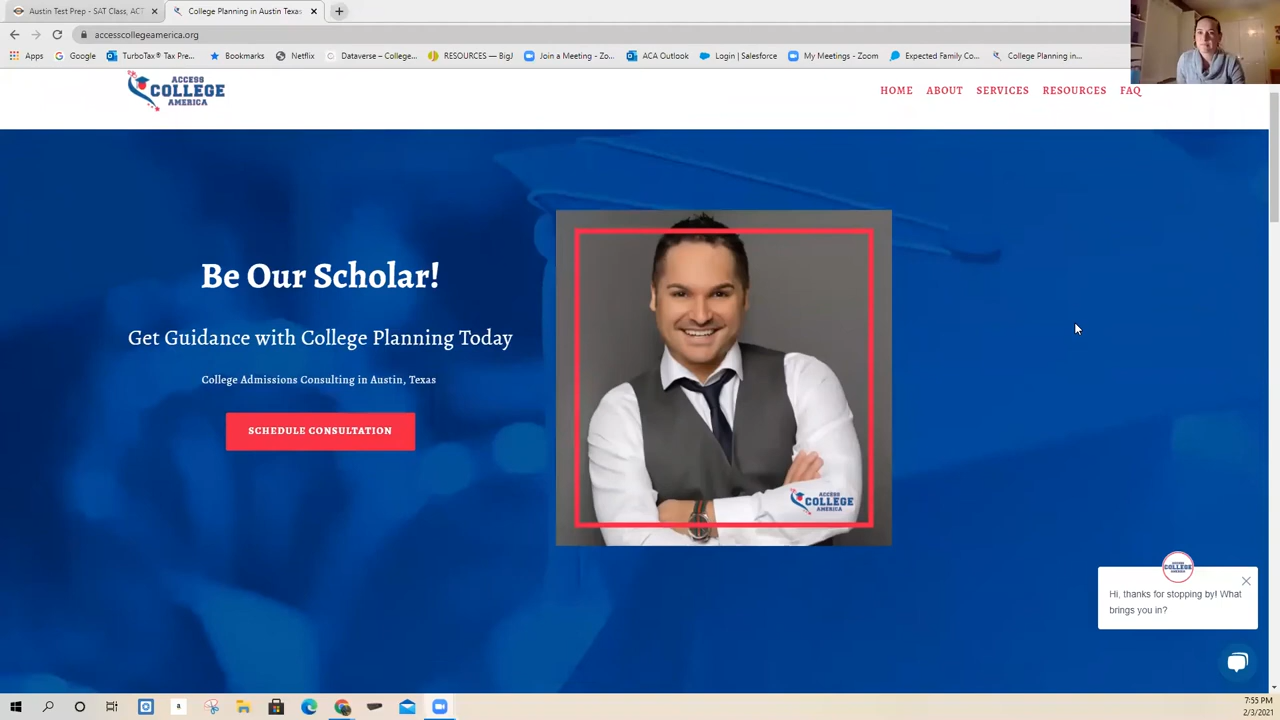 Austin Test Prep - SAT Class, ACT
College Planning in Austin Texas
accesscollegeamerica.org
Apps
Google
TurboTax® Tax Pre...
Bookmarks
Netflix
Dataverse – College...
RESOURCES — BigJ
Join a Meeting - Zo...
ACA Outlook
Login | Salesforce
My Meetings - Zoom
Expected Family Co...
College Planning in...
ACCESS
COLLEGE
AMERICA
HOME ABOUT SERVICES RESOURCES FAQ
Be Our Scholar!
Get Guidance with College Planning Today
College Admissions Consulting in Austin, Texas
SCHEDULE CONSULTATION
ACCESS
COLLEGE
AMERICA
COLLEGE
Hi, thanks for stopping by! What
brings you in?
a
7:55 PM
2/3/2021